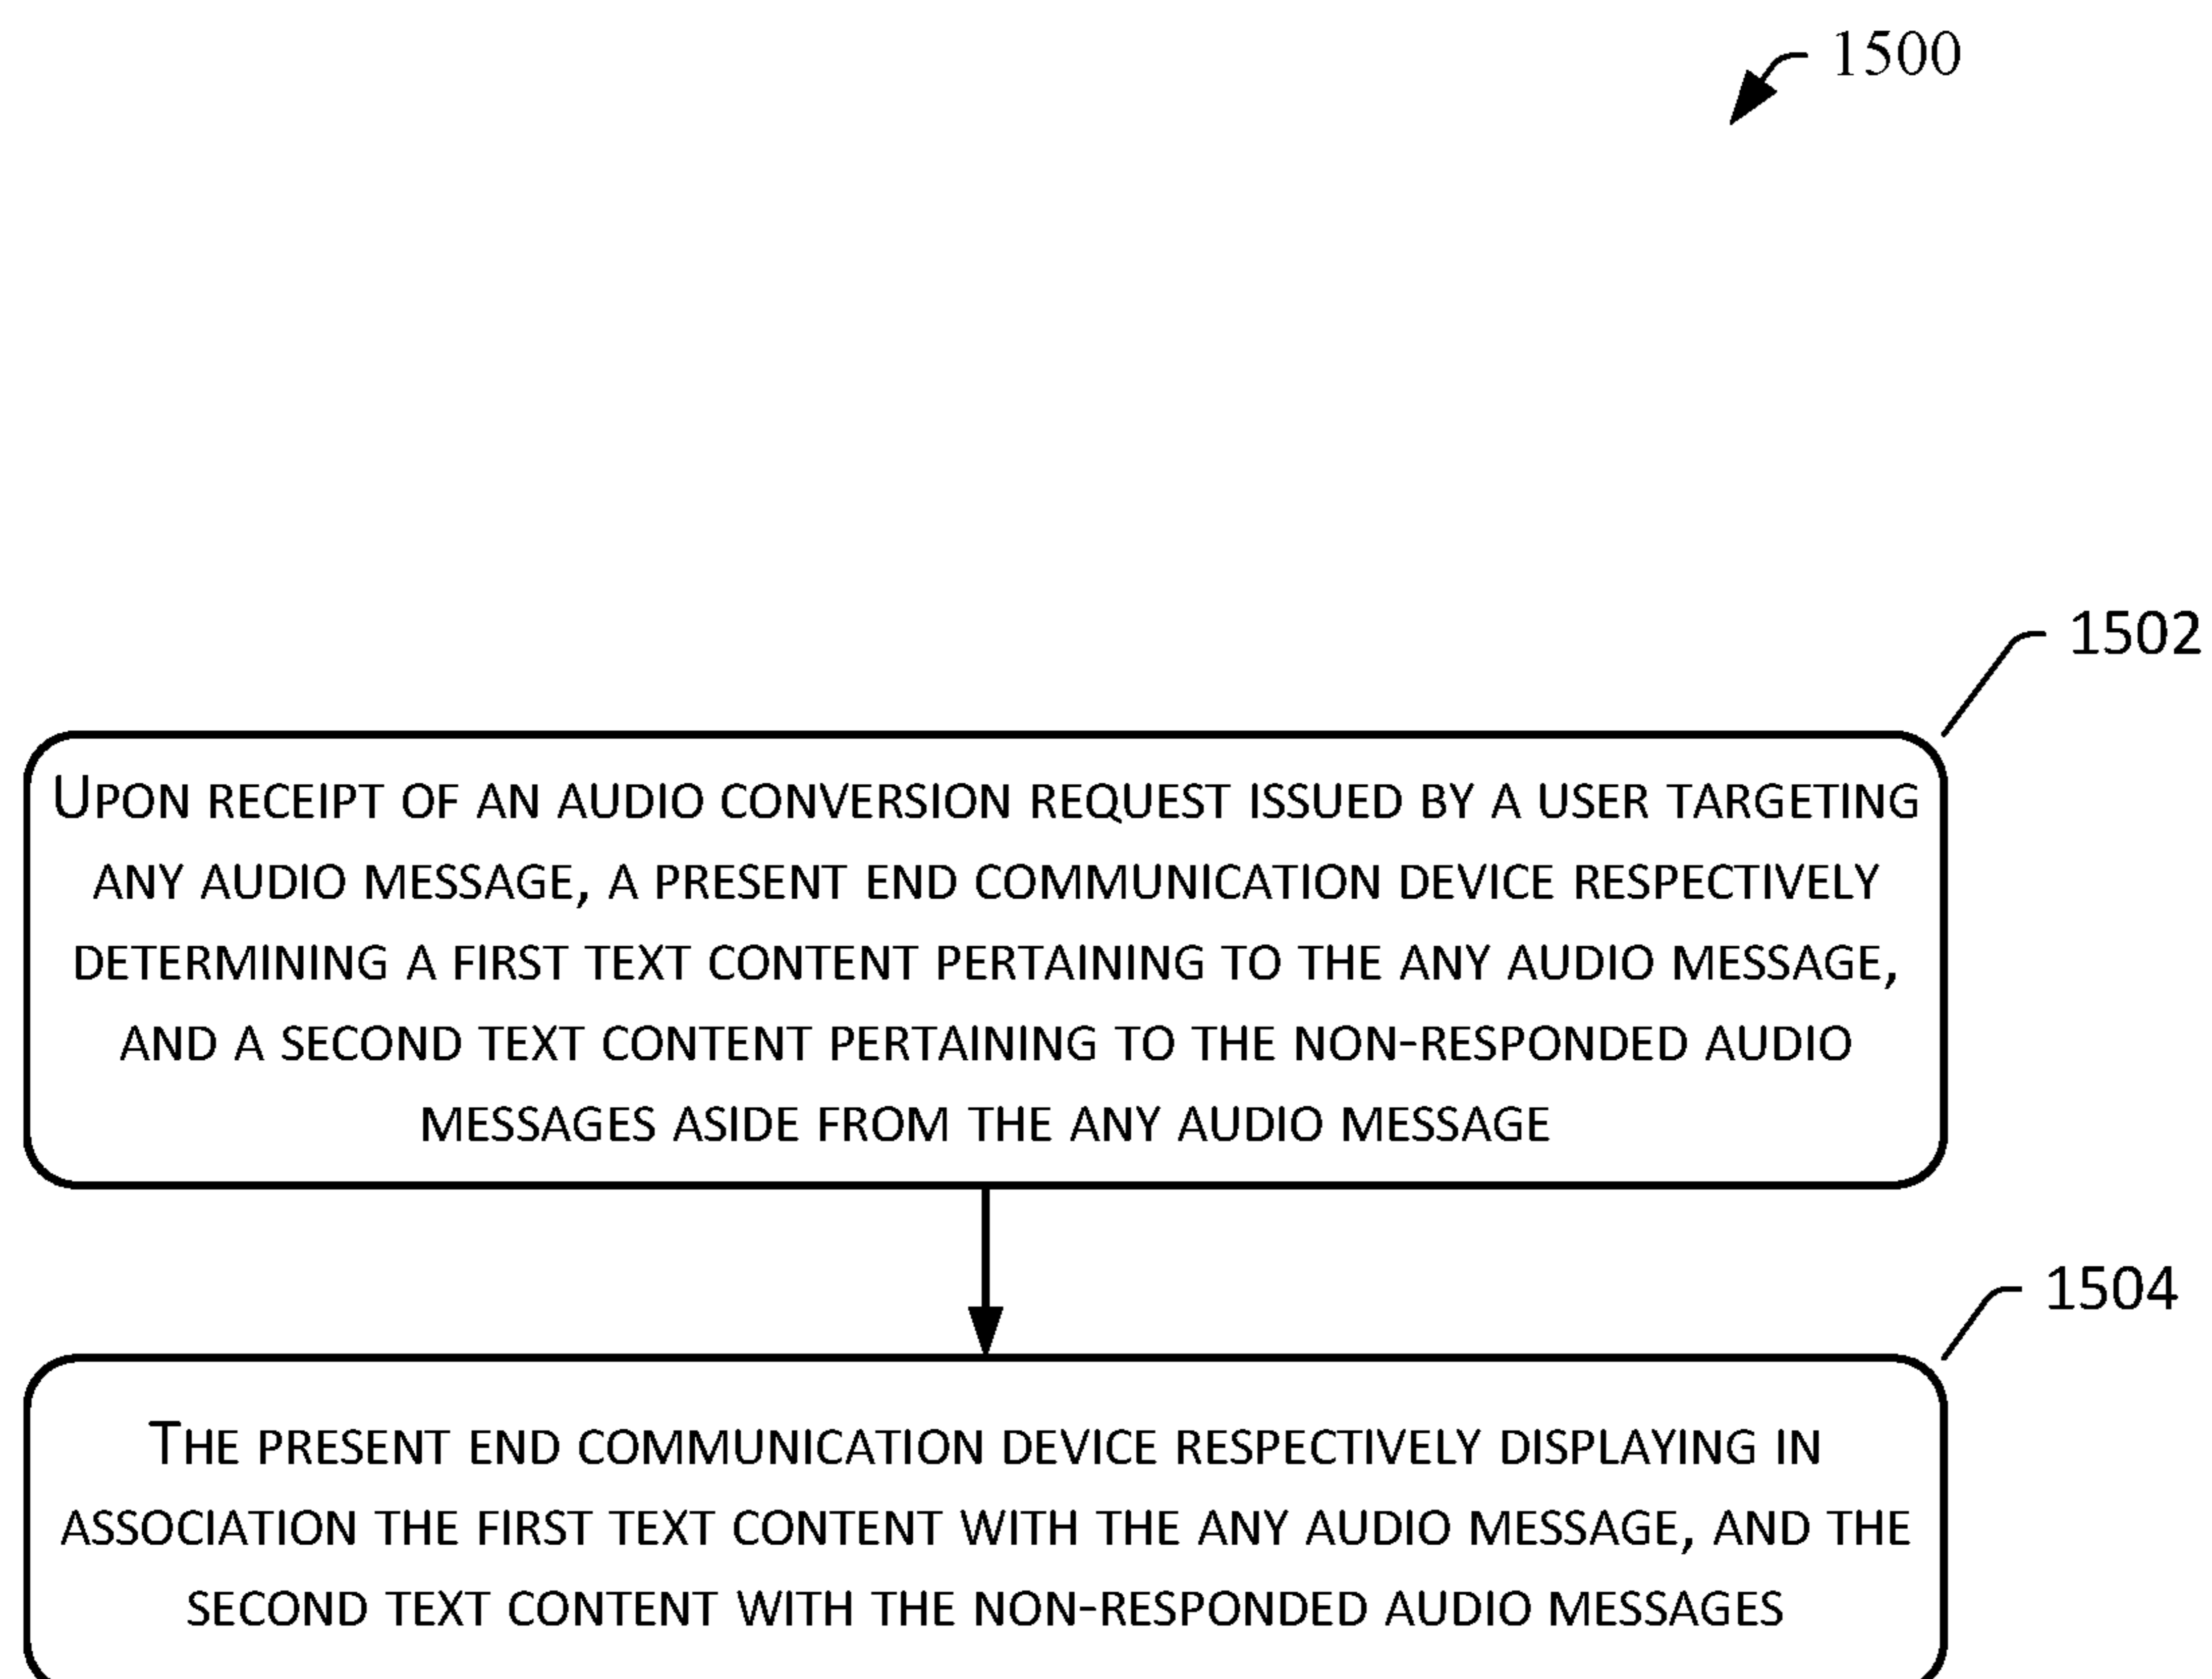 1500
1502
Upon receipt of an audio conversion request issued by a user targeting
any audio message, a present end communication device respectively
determining a first text content pertaining to the any audio message,
and a second text content pertaining to the non-responded audio
messages aside from the any audio message
1504
The present end communication device respectively displaying in
association the first text content with the any audio message, and the
second text content with the non-responded audio messages